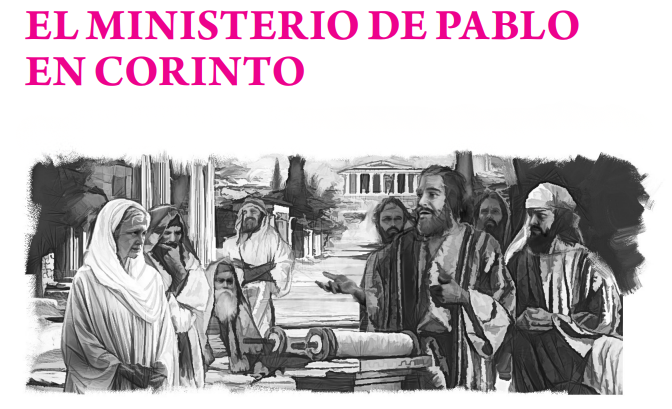 EL MINISTERIO DE PABLO
EN CORINTO